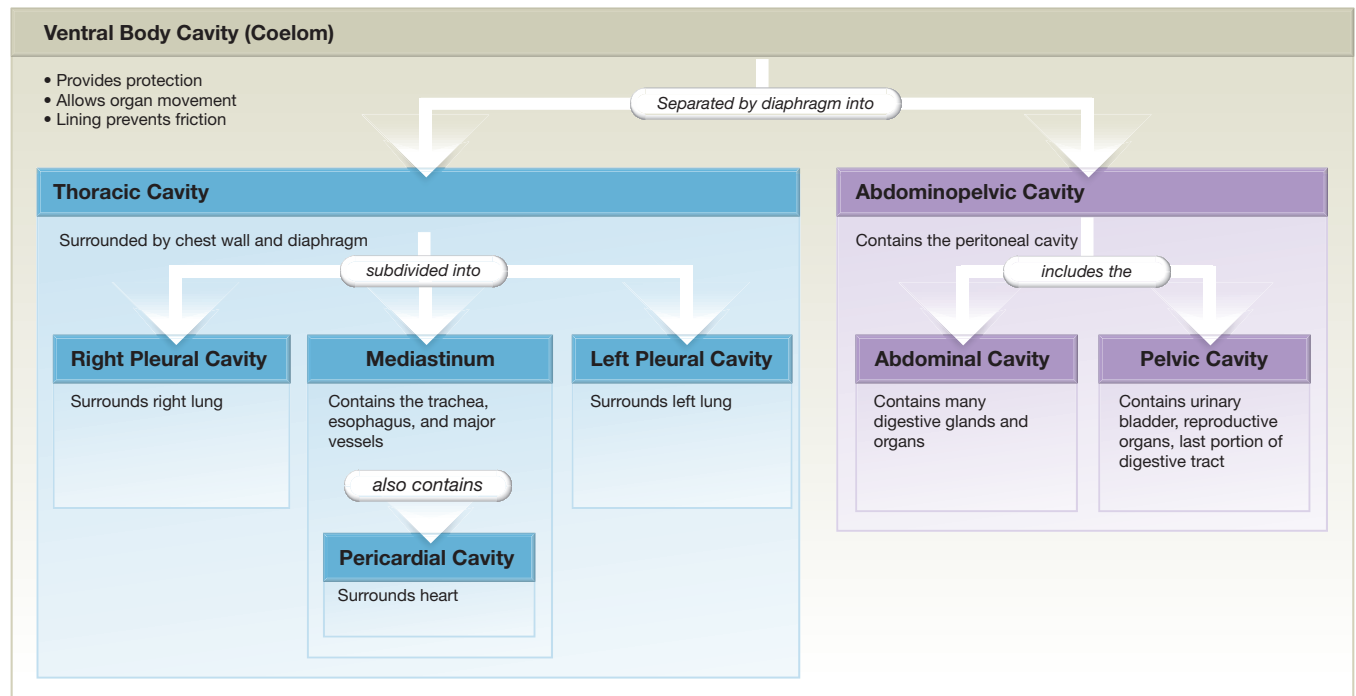 Ventral Body Cavity (Coelom)
• Provides protection
• Allows organ movement
• Lining prevents friction
Separated by diaphragm into
Thoracic Cavity
Surrounded by chest wall and diaphragm
subdivided into
Right Pleural Cavity
Surrounds right lung
Mediastinum
Contains the trachea,
esophagus, and major
vessels
also contains
Pericardial Cavity
Surrounds heart
Left Pleural Cavity
Surrounds left lung
Abdominopelvic Cavity
Contains the peritoneal cavity
includes the
Abdominal Cavity
Contains many
digestive glands and
organs
Pelvic Cavity
Contains urinary
bladder, reproductive
organs, last portion of
digestive tract